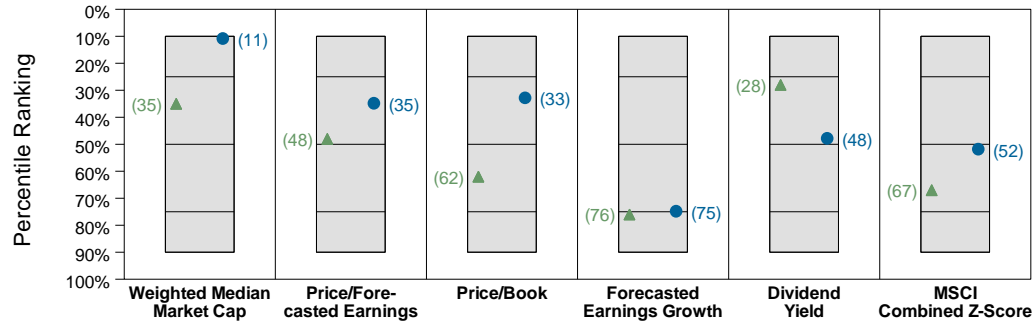 Percentile Ranking
0%
10%
20%
30%
40%
50%
60%
70%
80%
90%
100%
(11)
(35)
(35)
(48)
(33)
(62)
(76)
(75)
(28)
(48)
(52)
(67)
Weighted Median
Market Cap
Price/Fore-
casted Earnings
Price/Book
Forecasted
Earnings Growth
Dividend
Yield
MSCI
Combined Z-Score